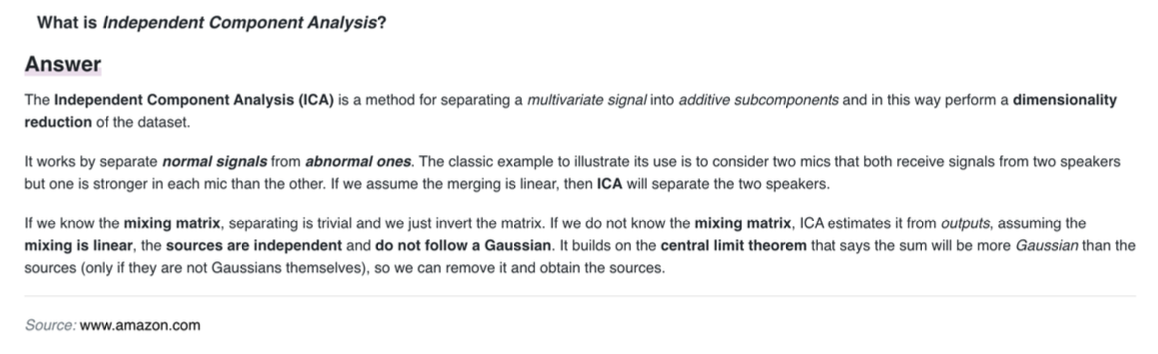 What is Independent Component Analysis?
Answer
The Independent Component Analysis (ICA) is a method for separating a multivariate signal into additive subcomponents and in this way perform a dimensionality
reduction of the dataset.
It works by separate normal signals from abnormal ones. The classic example to illustrate its use is to consider two mics that both receive signals from two speakers
but one is stronger in each mic than the other. If we assume the merging is linear, then ICA will separate the two speakers.
If we know the mixing matrix, separating is trivial and we just invert the matrix. If we do not know the mixing matrix, ICA estimates it from outputs, assuming the
mixing is linear, the sources are independent and do not follow a Gaussian. It builds on the central limit theorem that says the sum will be more Gaussian than the
sources (only if they are not Gaussians themselves), so we can remove it and obtain the sources.
Source: www.amazon.com